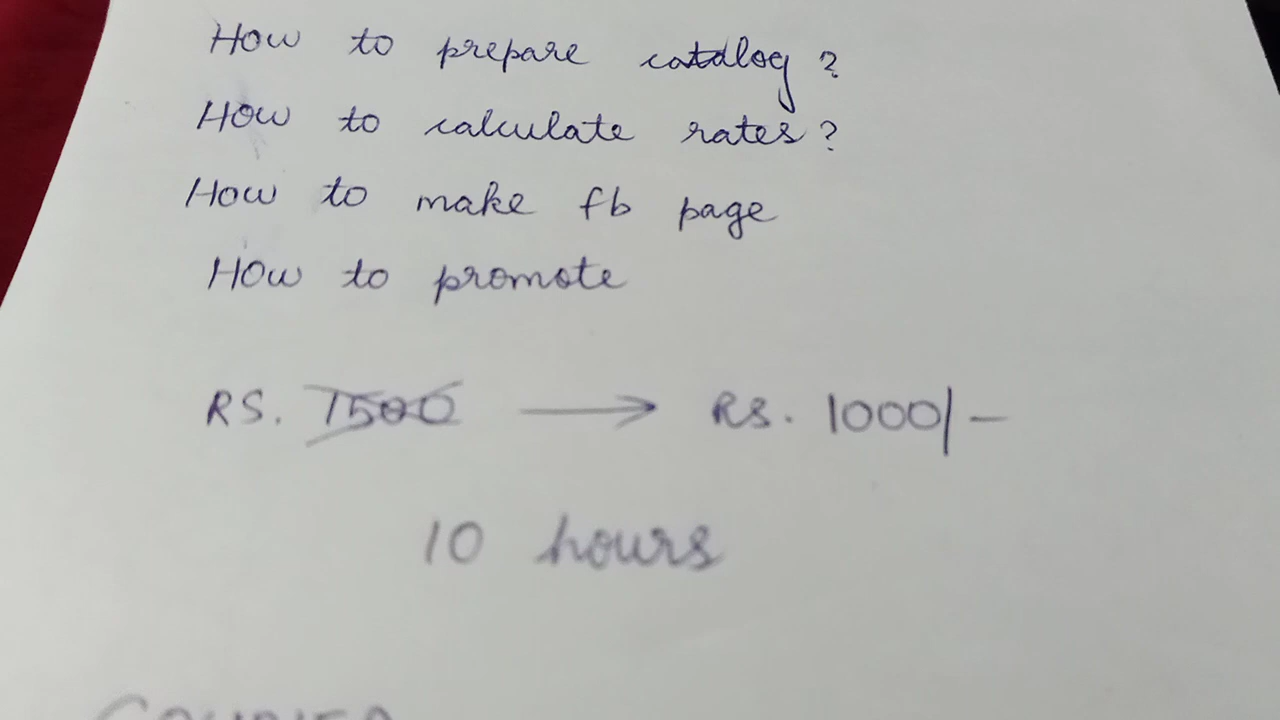 How to prepare catalog?
How to calculate rates?
How to make fb page
How to promote
RS. 1500 → RS. 1000/-
10 hours